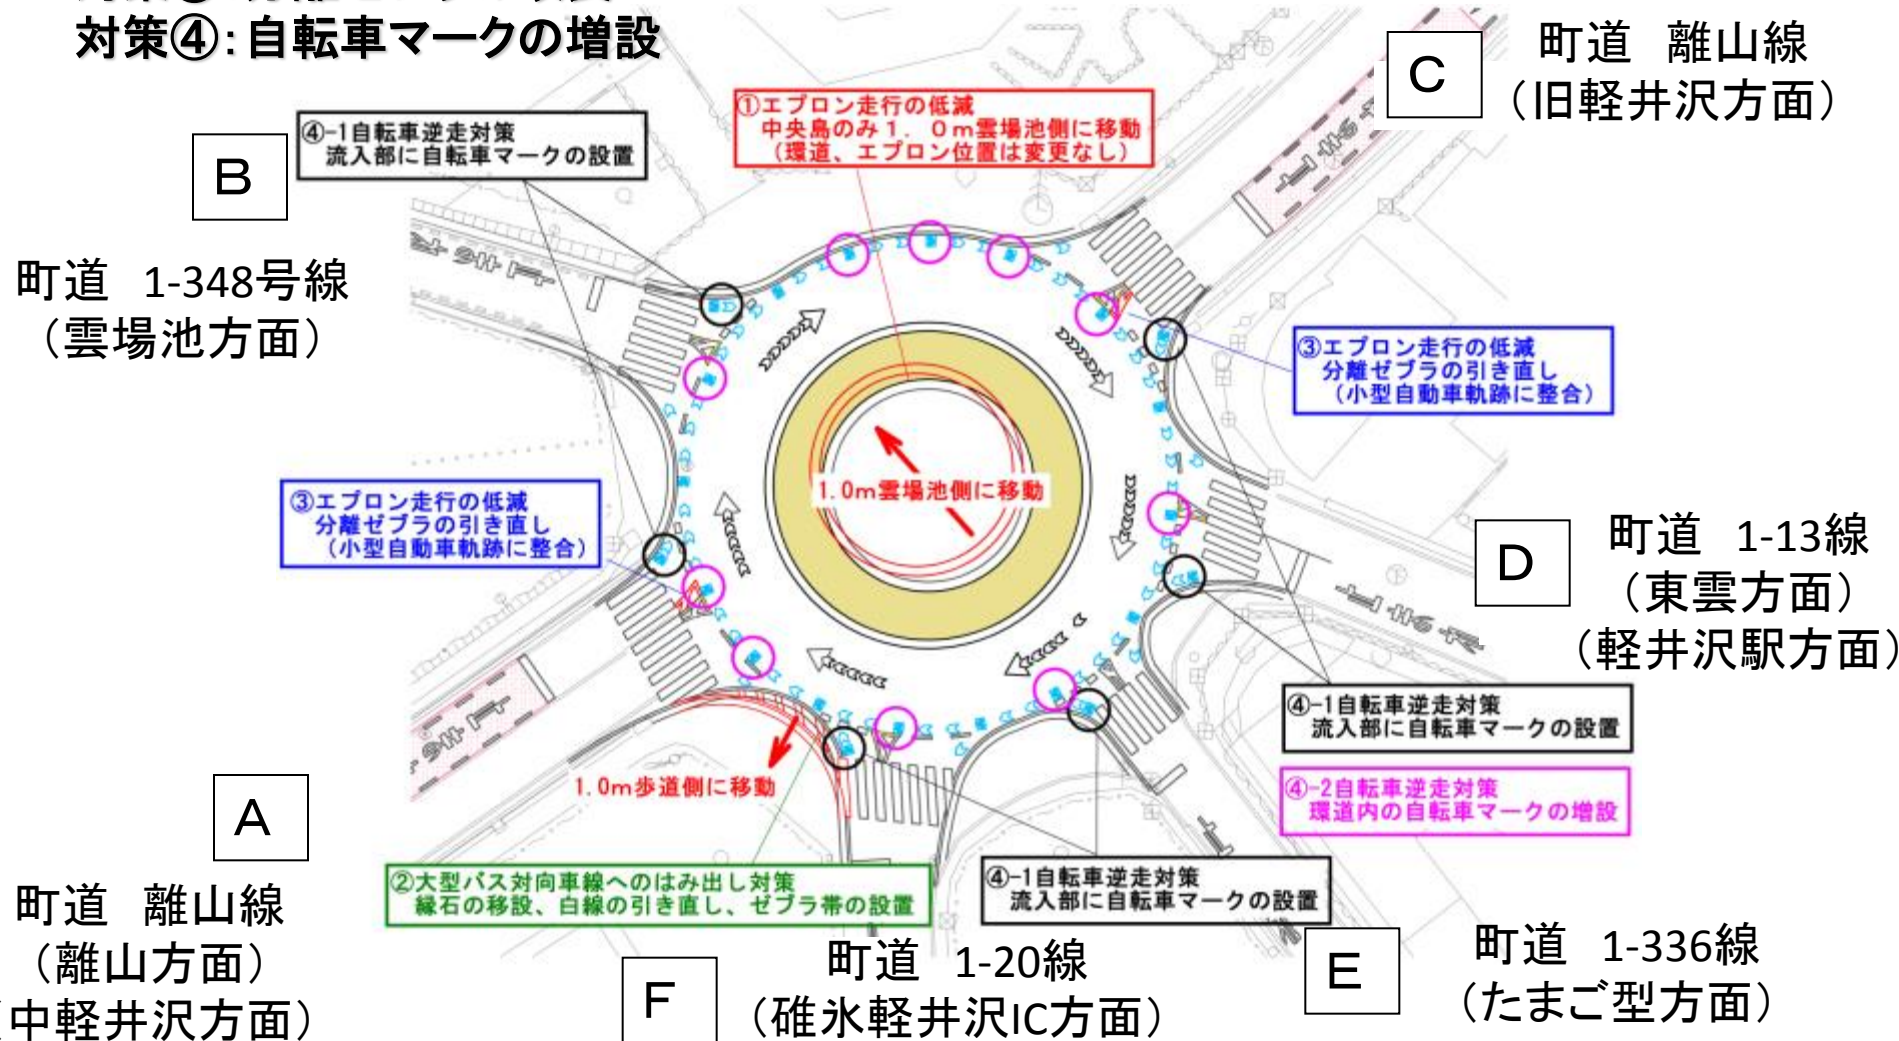 対策④：自転車マークの増設
C
町道　離山線
（旧軽井沢方面）
①エプロン走行の低減
中央島のみ１．０ｍ雲場池側に移動
（環道、エプロン位置は変更なし）
④-1自転車逆走対策
流入部に自転車マークの設置
B
町道　1-348号線
（雲場池方面）
③エプロン走行の低減
分離ゼブラの引き直し
（小型自動車軌跡に整合）
1.0m雲場池側に移動
③エプロン走行の低減
分離ゼブラの引き直し
（小型自動車軌跡に整合）
D
町道　1-13線
（東雲方面）
（軽井沢駅方面）
④-1自転車逆走対策
流入部に自転車マークの設置
④-2自転車逆走対策
環道内の自転車マークの増設
1.0m歩道側に移動
A
町道　離山線
（離山方面）
（中軽井沢方面）
②大型バス対向車線へのはみ出し対策
縁石の移設、白線の引き直し、ゼブラ帯の設置
④-1自転車逆走対策
流入部に自転車マークの設置
F
町道　1-20線
（碓氷軽井沢IC方面）
E
町道　1-336線
（たまご型方面）